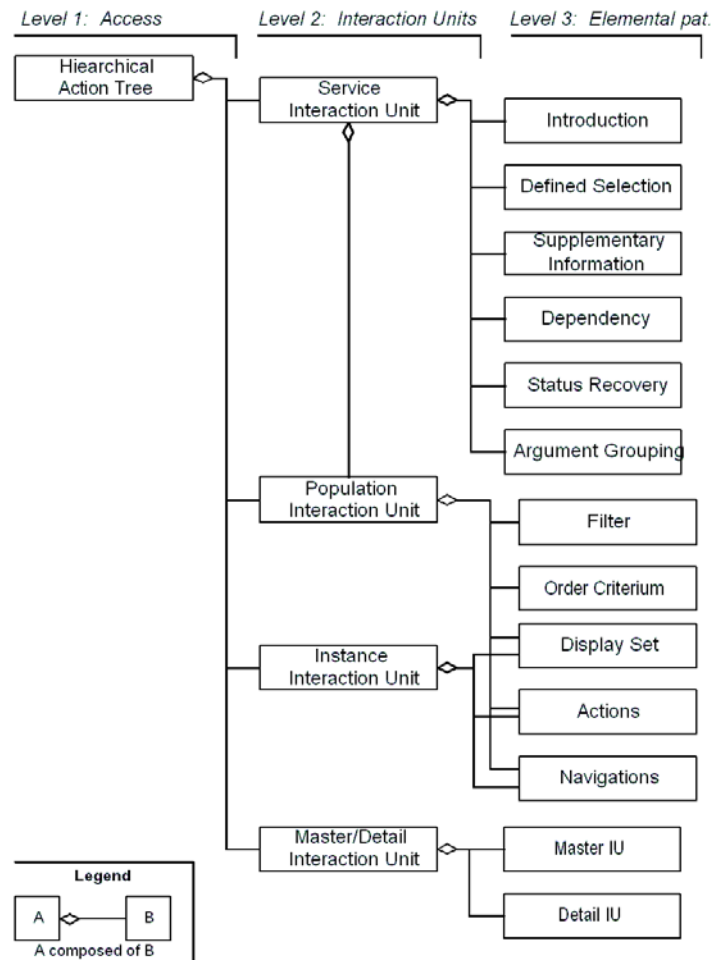 Level 1: Access
Level 2: Interaction Units
Level 3: Elemental pat.
Hiearchical
Action Tree
Service
Interaction Unit
Introduction
Defined Selection
Supplementary
Information
Dependency
Status Recovery
Argument Grouping
Population
Interaction Unit
Filter
Order Criterium
Display Set
Instance
Interaction Unit
Actions
Navigations
Master/Detail
Interaction Unit
Master IU
Detail IU
Legend
A
B
A composed of B